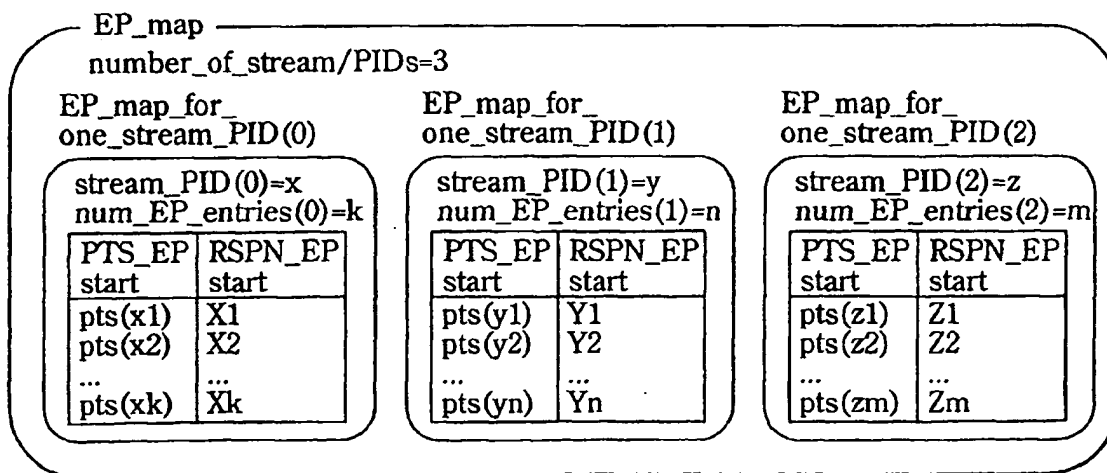 EP_map
number_of_stream/PIDs=3
EP_map_for_
one_stream_PID(0)
stream_PID(0)=x
num_EP_entries(0)=k
PTS_EP RSPN_EP
start start
pts(x1) X1
pts(x2) X2
... ...
pts(xk) Xk
EP_map_for_
one_stream_PID(1)
stream_PID(1)=y
num_EP_entries(1)=n
PTS_EP RSPN_EP
start start
pts(y1) Y1
pts(y2) Y2
... ...
pts(yn) Yn
EP_map_for_
one_stream_PID(2)
stream_PID(2)=z
num_EP_entries(2)=m
PTS_EP RSPN_EP
start start
pts(z1) Z1
pts(z2) Z2
... ...
pts(zm) Zm